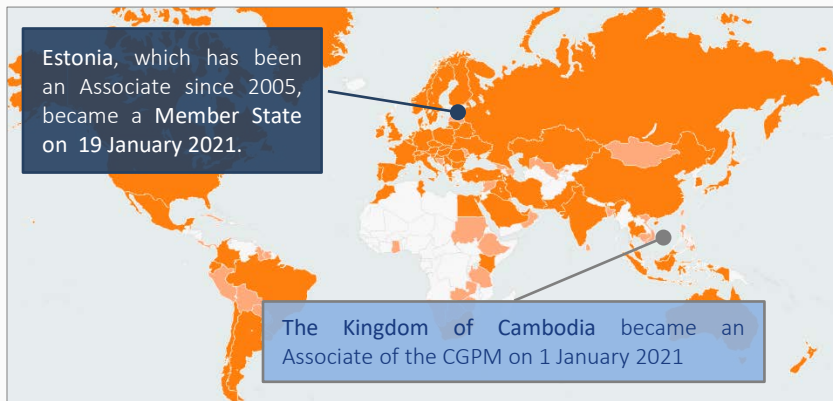 Estonia, which has been
an Associate since 2005,
became a Member State
on 19 January 2021.
The Kingdom of Cambodia became an
Associate of the CGPM on 1 January 2021